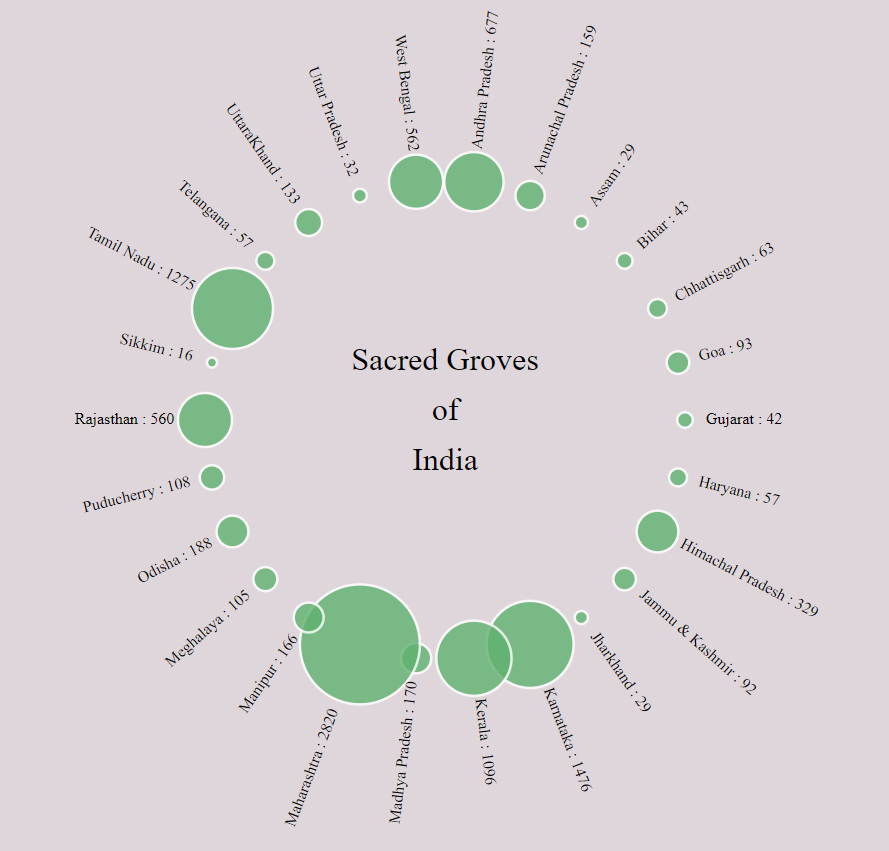 Sacred Groves
of
India
Andhra Pradesh : 677
Arunachal Pradesh : 159
Assam : 29
Bihar : 43
Chhattisgarh : 63
Goa : 93
Gujarat : 42
Haryana : 57
Himachal Pradesh : 329
Jammu & Kashmir : 92
Jharkhand : 29
Karnataka : 1476
Kerala : 1096
Madhya Pradesh : 170
Maharashtra : 2820
Manipur : 166
Meghalaya : 105
Odisha : 188
Puducherry : 108
Rajasthan : 560
Sikkim : 16
Tamil Nadu : 1275
Telangana : 57
UttaraKhand : 133
Uttar Pradesh : 32
West Bengal : 562